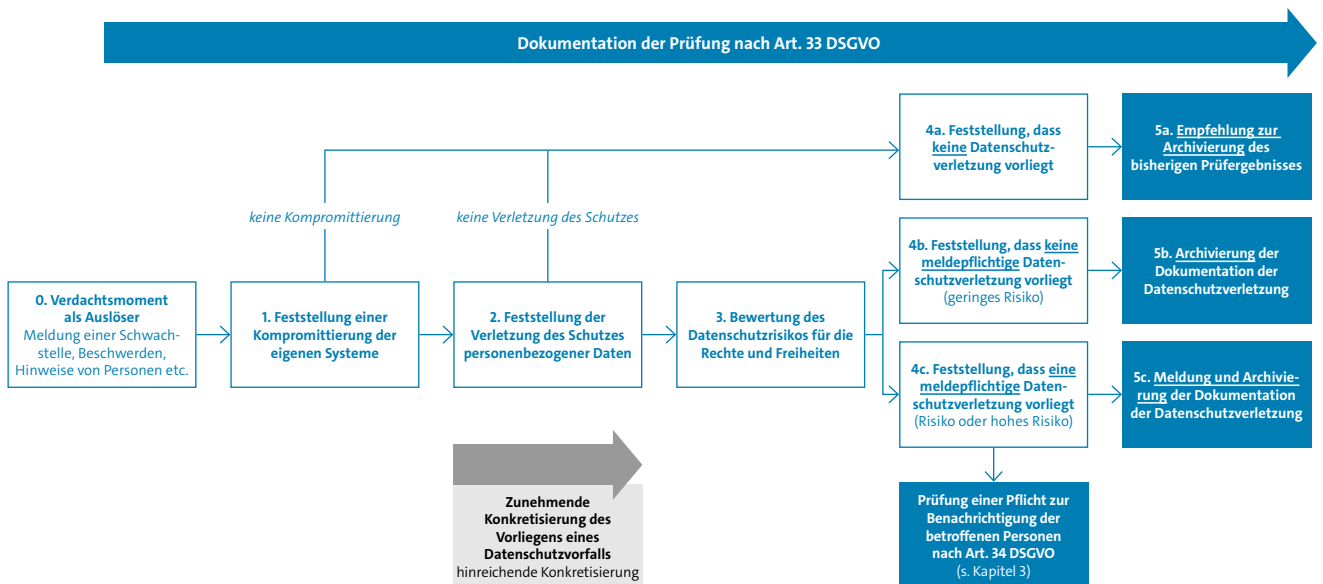 Dokumentation der Prüfung nach Art. 33 DSGVO
4a. Feststellung, dass
keine Datenschutz-
verletzung vorliegt
5a. Empfehlung zur
Archivierung des
bisherigen Prüfergebnisses
keine Kompromittierung
keine Verletzung des Schutzes
4b. Feststellung, dass keine
meldepflichtige Daten-
schutzverletzung vorliegt
(geringes Risiko)
5b. Archivierung der
Dokumentation der
Datenschutzverletzung
0. Verdachtsmoment
als Auslöser
Meldung einer Schwach-
stelle, Beschwerden,
Hinweise von Personen etc.
1. Feststellung einer
Kompromittierung der
eigenen Systeme
2. Feststellung der
Verletzung des Schutzes
personenbezogener Daten
3. Bewertung des
Datenschutzrisikos für die
Rechte und Freiheiten
4c. Feststellung, dass eine
meldepflichtige Daten-
schutzverletzung vorliegt
(Risiko oder hohes Risiko)
5c. Meldung und Archivie-
rung der Dokumentation
der Datenschutzverletzung
Zunehmende
Konkretisierung des
Vorliegens eines
Datenschutzvorfalls
hinreichende Konkretisierung
Prüfung einer Pflicht zur
Benachrichtigung der
betroffenen Personen
nach Art. 34 DSGVO
(s. Kapitel 3)